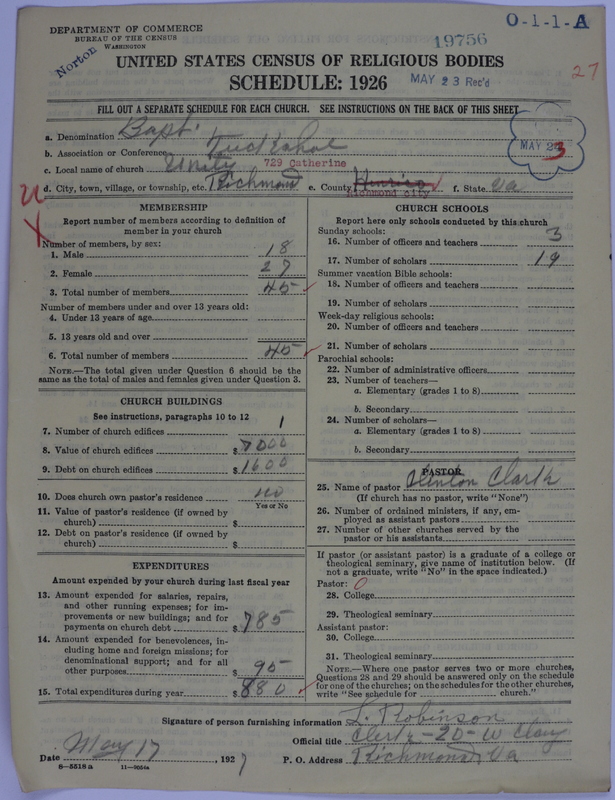 DEPARTMENT OF COMMERCE
BUREAU OF THE CENSUS
WASHINGTON
Norton
19756
O-1-1-A
27
UNITED STATES CENSUS OF RELIGIOUS BODIES
SCHEDULE: 1926
MAY 23 Rec'd
FILL OUT A SEPARATE SCHEDULE FOR EACH CHURCH. SEE INSTRUCTIONS ON THE BACK OF THIS SHEET
MAY 3
a. Denomination Bapt.
b. Association or Conference Tuckahoe
c. Local name of church Unity 729 Catherine
d. City, town, village, or township, etc. Richmond e. County Henrico Richmond City f. State Va
MEMBERSHIP
Report number of members according to definition of
member in your church
Number of members, by sex:
1. Male 18
2. Female 27
3. Total number of members 45
Number of members under and over 13 years old:
4. Under 13 years of age
5. 13 years old and over
6. Total number of members 45
NOTE.—The total given under Question 6 should be
same as the total of males and females given under Question 3.
CHURCH BUILDINGS
See instructions, paragraphs 10 to 12
7. Number of church edifices 1
8. Value of church edifices $7000
9. Debt on church edifices $1600
10. Does church own pastor's residence no
Yes or No
11. Value of pastor's residence (if owned by
church) $
12. Debt on pastor's residence (if owned by
church) $
EXPENDITURES
Amount expended by your church during last fiscal year
13. Amount expended for salaries, repairs,
and other running expenses; for im-
provements or new buildings; and for
payments on church debt $785
14. Amount expended for benevolences, in-
cluding home and foreign missions; for
denominational support; and for all
other purposes. $95
15. Total expenditures during year. $880
CHURCH SCHOOLS
Report here only schools conducted by this church
Sunday schools:
16. Number of officers and teachers 3
17. Number of scholars 19
Summer vacation Bible schools:
18. Number of officers and teachers
19. Number of scholars
Week-day religious schools:
20. Number of officers and teachers
21. Number of scholars
Parochial schools:
22. Number of administrative officers
23. Number of teachers—
a. Elementary (grades 1 to 8)
b. Secondary
24. Number of scholars—
a. Elementary (grades 1 to 8)
b. Secondary
PASTOR
25. Name of pastor Clinton Clark
(If church has no pastor, write "None")
26. Number of ordained ministers, if any, em-
ployed as assistant pastors
27. Number of other churches served by the
pastor or his assistants
If pastor (or assistant pastor) is a graduate of a college or
theological seminary, give name of institution below. (If
not a graduate, write "No" in the space indicated.)
Pastor: O
28. College
29. Theological seminary
Assistant pastor:
30. College
31. Theological seminary
NOTE.—Where one pastor serves two or more churches,
Questions 28 and 29 should be answered only on the schedule
for one of the churches; on the schedules for the other churches,
write "See schedule for church."
Signature of person furnishing information L. Robinson
Official title Clerk - 20 - W Clay
Date May 17, 1927 P. O. Address Richmond, Va
8-5518a 11-9054a